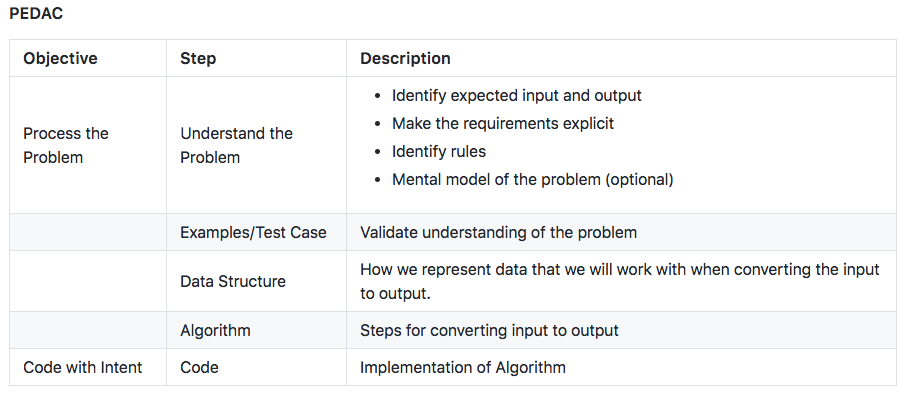 PEDAC
Objective Step Description
Process the Problem Understand the Problem
• Identify expected input and output
• Make the requirements explicit
• Identify rules
• Mental model of the problem (optional)
Examples/Test Case Validate understanding of the problem
Data Structure How we represent data that we will work with when converting the input
to output.
Algorithm Steps for converting input to output
Code with Intent Code Implementation of Algorithm